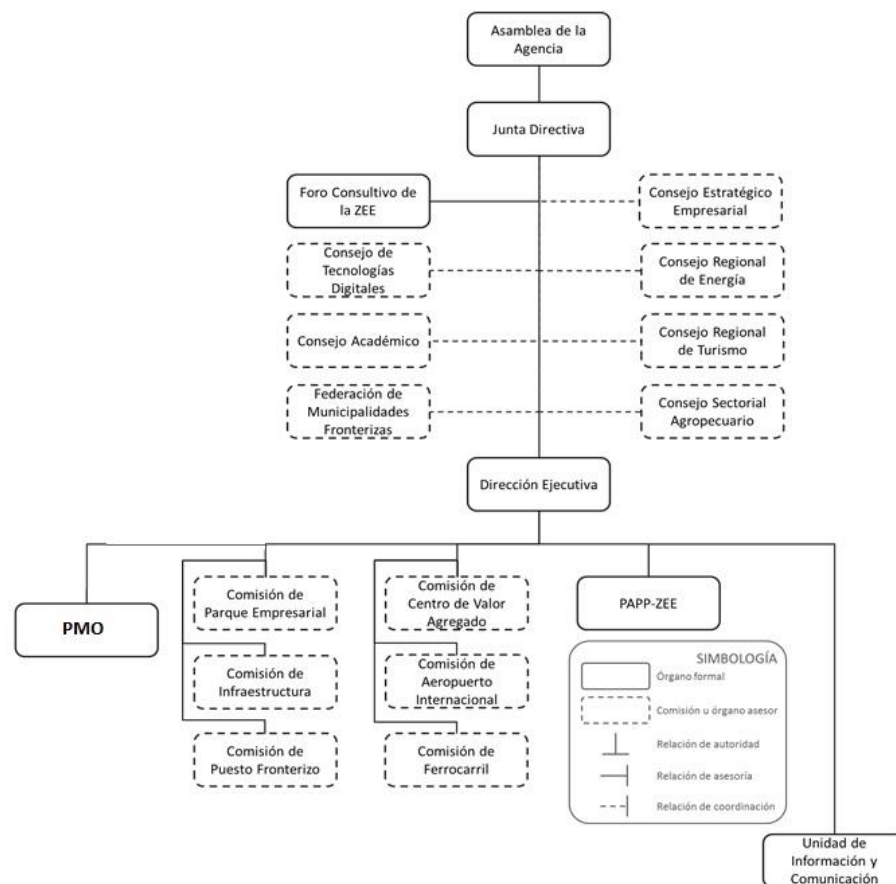 Asamblea de la
Agencia
Junta Directiva
Foro Consultivo de
la ZEE
Consejo Estratégico
Empresarial
Consejo de
Tecnologías
Digitales
Consejo Regional
de Energía
Consejo Académico
Consejo Regional
de Turismo
Federación de
Municipalidades
Fronterizas
Consejo Sectorial
Agropecuario
Dirección Ejecutiva
PMO
Comisión de
Parque Empresarial
Comisión de
Centro de Valor
Agregado
PAPP-ZEE
Comisión de
Infraestructura
Comisión de
Aeropuerto
Internacional
Comisión de
Puesto Fronterizo
Comisión de
Ferrocarril
SIMBOLOGÍA
Órgano formal
Comisión u órgano asesor
Relación de autoridad
Relación de asesoría
Relación de coordinación
Unidad de
Información y
Comunicación